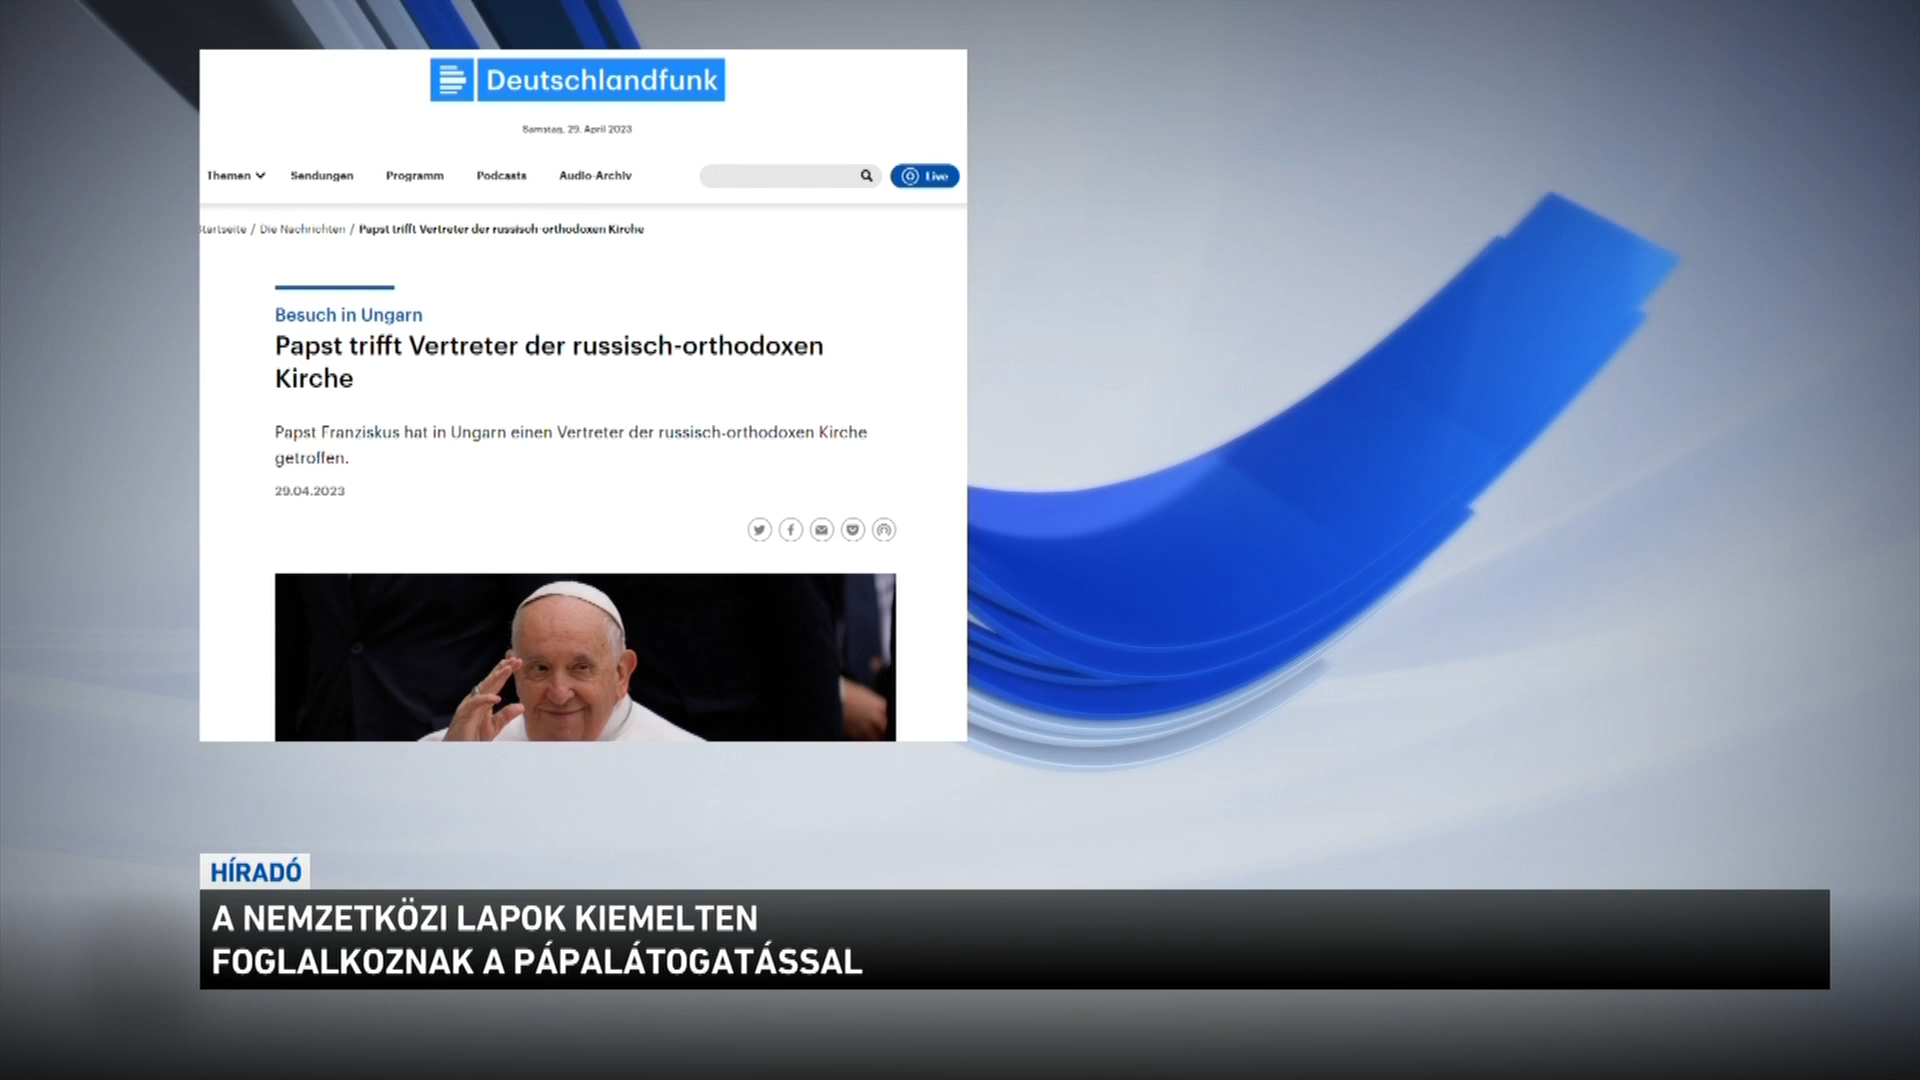 Deutschlandfunk
Samstag, 29. April 2023
Themen Sendungen Programm Podcasts Audio-Archiv Live
Startseite / Die Nachrichten / Papst trifft Vertreter der russisch-orthodoxen Kirche
Besuch in Ungarn
Papst trifft Vertreter der russisch-orthodoxen
Kirche
Papst Franziskus hat in Ungarn einen Vertreter der russisch-orthodoxen Kirche
getroffen.
29.04.2023
HÍRADÓ
A NEMZETKÖZI LAPOK KIEMELTEN
FOGLALKOZNAK A PÁPALÁTOGATÁSSAL